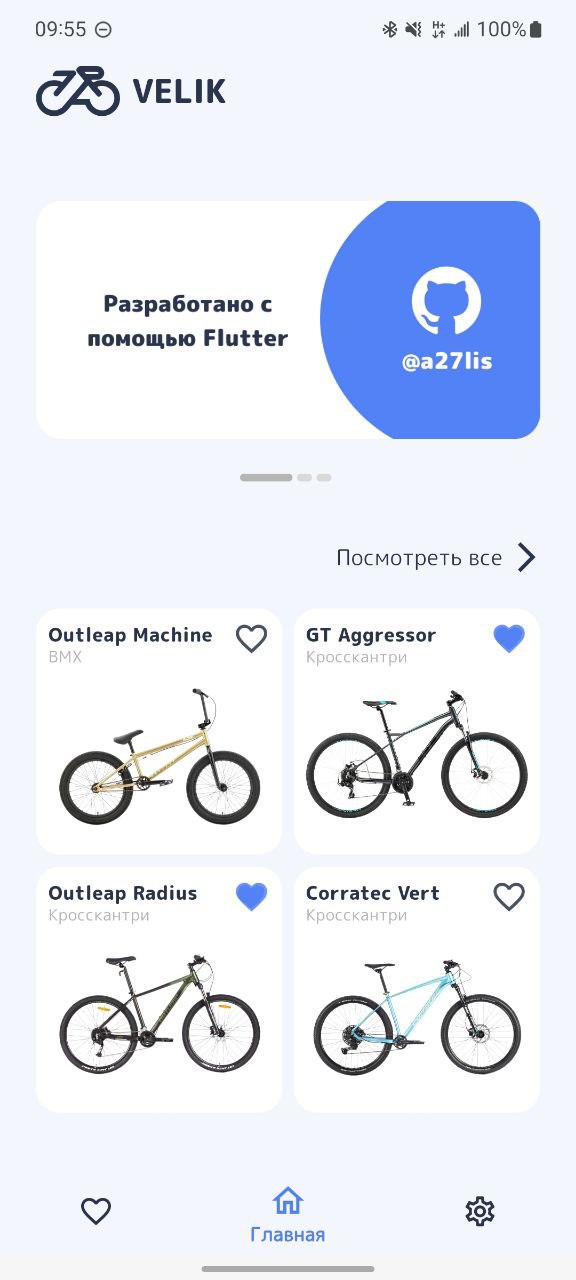 09:55
H+
100%
VELIK
Разработано с
помощью Flutter
@a27lis
Посмотреть все
Outleap Machine
BMX
GT Aggressor
Кросскантри
Outleap Radius
Кросскантри
Corratec Vert
Кросскантри
Главная